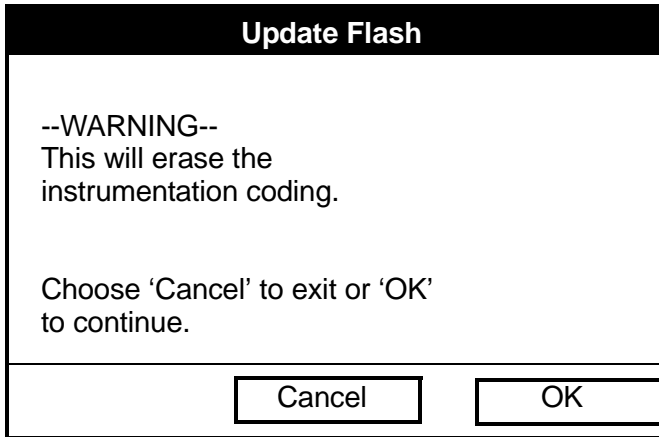 Update Flash
--WARNING--
This will erase the
instrumentation coding.
Choose ‘Cancel’ to exit or ‘OK’
to continue.
Cancel OK